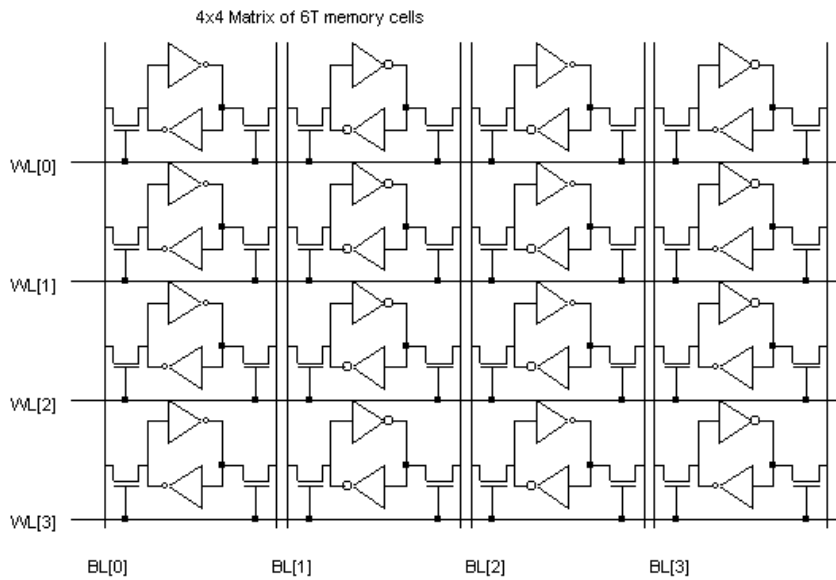 4x4 Matrix of 6T memory cells
WL[0]
WL[1]
WL[2]
WL[3]
BL[0] BL[1] BL[2] BL[3]